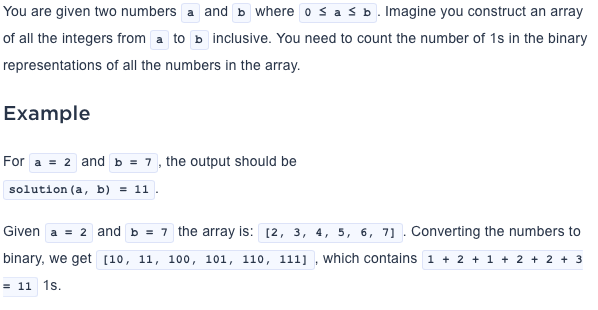 You are given two numbers a and b where 0 ≤ a ≤ b. Imagine you construct an array
of all the integers from a to b inclusive. You need to count the number of 1s in the binary
representations of all the numbers in the array.
Example
For a = 2 and b = 7, the output should be
solution(a, b) = 11.
Given a = 2 and b = 7 the array is: [2, 3, 4, 5, 6, 7]. Converting the numbers to
binary, we get [10, 11, 100, 101, 110, 111], which contains 1 + 2 + 1 + 2 + 2 + 3
= 11 1s.